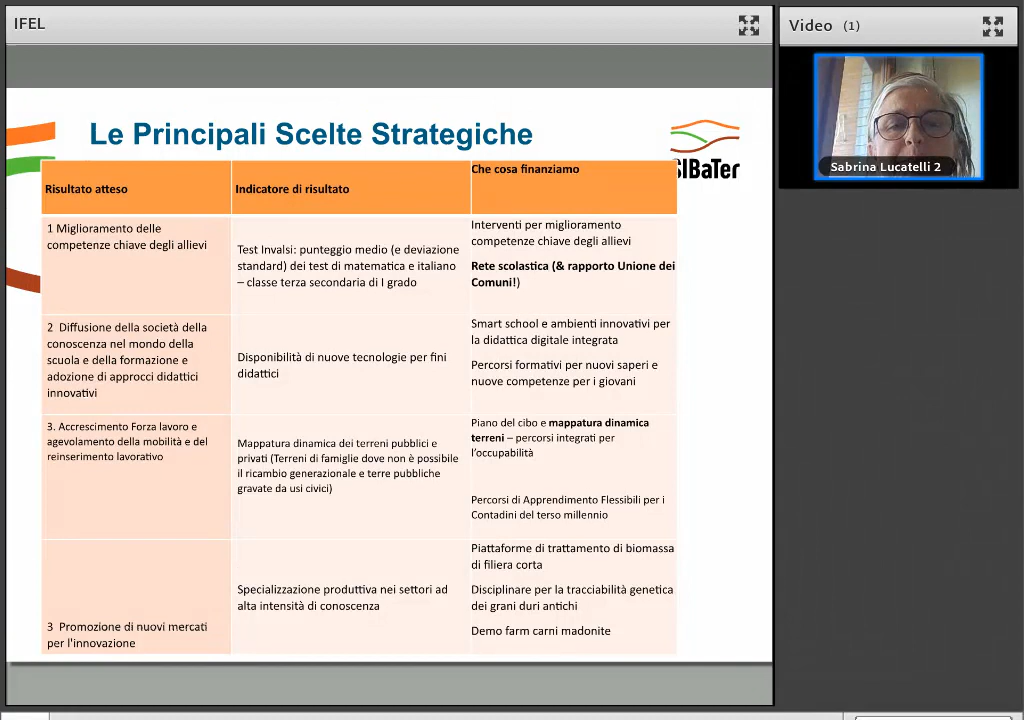 IFEL
Video (1)
Sabrina Lucatelli 2
Le Principali Scelte Strategiche
SIBaTer
Risultato atteso
Indicatore di risultato
Che cosa finanziamo
1 Miglioramento delle
competenze chiave degli allievi
Test Invalsi: punteggio medio (e deviazione
standard) dei test di matematica e italiano
– classe terza secondaria di I grado
Interventi per miglioramento
competenze chiave degli allievi
Rete scolastica (& rapporto Unione dei
Comuni!)
2 Diffusione della società della
conoscenza nel mondo della
scuola e della formazione e
adozione di approcci didattici
innovativi
Disponibilità di nuove tecnologie per fini
didattici
Smart school e ambienti innovativi per
la didattica digitale integrata
Percorsi formativi per nuovi saperi e
nuove competenze per i giovani
3. Accrescimento Forza lavoro e
agevolamento della mobilità e del
reinserimento lavorativo
Mappatura dinamica dei terreni pubblici e
privati (Terreni di famiglie dove non è possibile
il ricambio generazionale e terre pubbliche
gravate da usi civici)
Piano del cibo e mappatura dinamica
terreni – percorsi integrati per
l'occupabilità
Percorsi di Apprendimento Flessibili per i
Contadini del terso millennio
3 Promozione di nuovi mercati
per l'innovazione
Specializzazione produttiva nei settori ad
alta intensità di conoscenza
Piattaforme di trattamento di biomassa
di filiera corta
Disciplinare per la tracciabilità genetica
dei grani duri antichi
Demo farm carni madonite